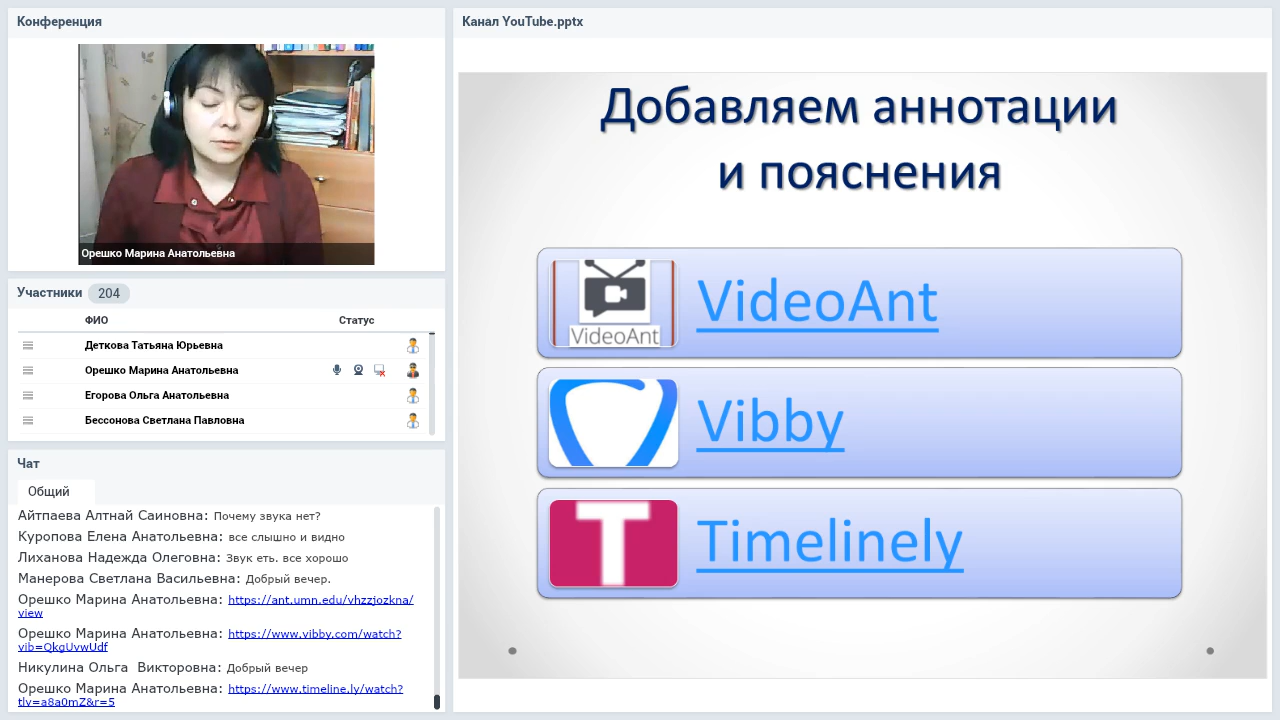 Конференция
Орешко Марина Анатольевна
Участники 204
ФИО Статус
Деткова Татьяна Юрьевна
Орешко Марина Анатольевна
Егорова Ольга Анатольевна
Бессонова Светлана Павловна
Чат
Общий
Айтпаева Алтнай Саиновна: Почему звука нет?
Куропова Елена Анатольевна: все слышно и видно
Лиханова Надежда Олеговна: Звук еть. все хорошо
Манерова Светлана Васильевна: Добрый вечер.
Орешко Марина Анатольевна: https://ant.umn.edu/vhzzjozkna/
view
Орешко Марина Анатольевна: https://www.vibby.com/watch?
vib=QkgUvwUdf
Никулина Ольга  Викторовна: Добрый вечер
Орешко Марина Анатольевна: https://www.timeline.ly/watch?
tlv=a8a0mZ&r=5
Канал YouTube.pptx
Добавляем аннотации
и пояснения
VideoAnt
VideoAnt
Vibby
T
Timelinely